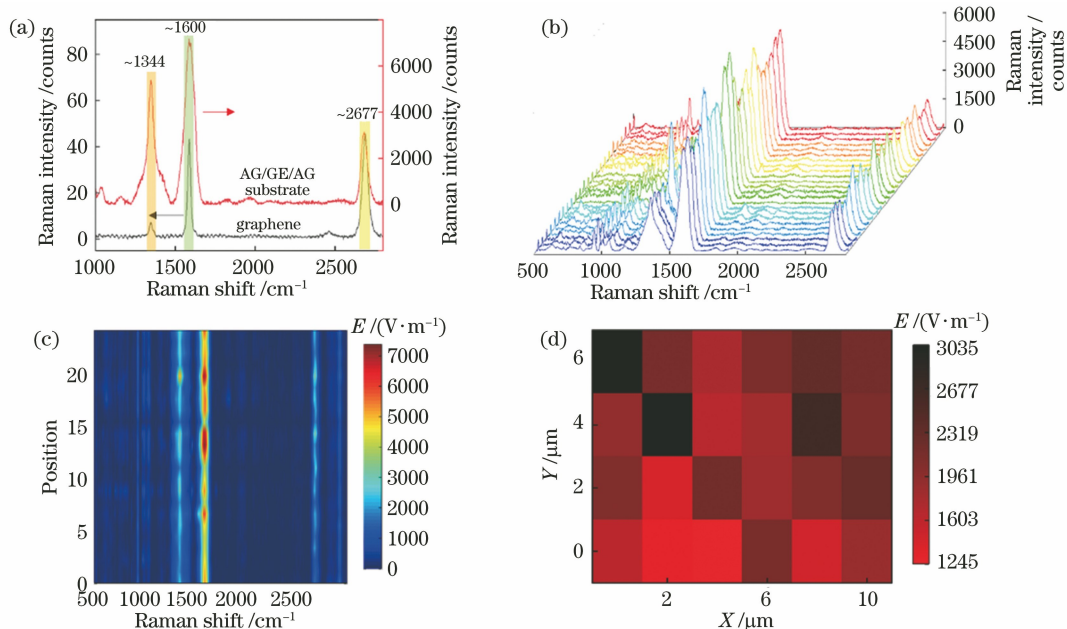 (a)
~1600
~1344
~2677
80
60
40
20
0
6000
4000
2000
0
AG/GE/AG
substrate
graphene
1000
1500
2000
2500
Raman intensity /counts
Raman intensity /counts
Raman shift /cm⁻¹
(b)
6000
4500
3000
1500
0
Raman
intensity /
counts
500
1000
1500
2000
2500
Raman shift /cm⁻¹
(c)
E /(V·m⁻¹)
20
15
10
5
0
Position
7000
6000
5000
4000
3000
2000
1000
0
500
1000
1500
2000
2500
Raman shift /cm⁻¹
(d)
E /(V·m⁻¹)
6
4
2
0
Y /μm
3035
2677
2319
1961
1603
1245
2
6
10
X /μm